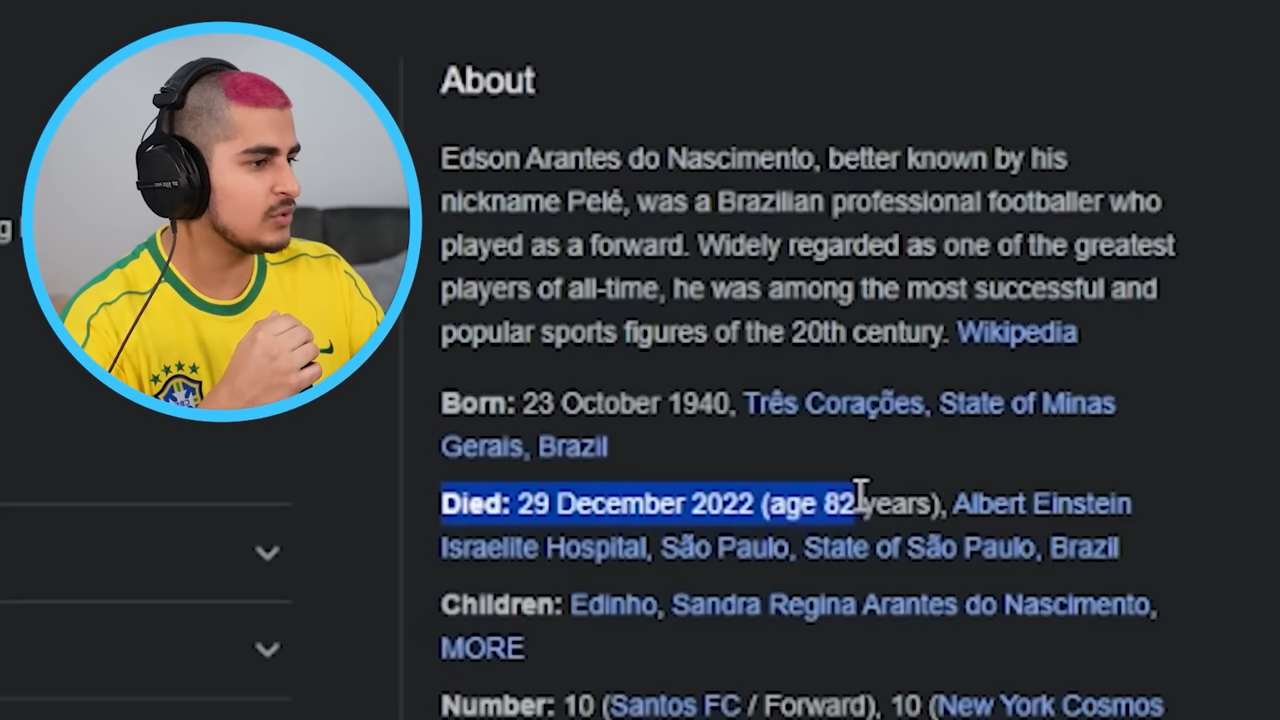 About
Edson Arantes do Nascimento, better known by his
nickname Pelé, was a Brazilian professional footballer who
played as a forward. Widely regarded as one of the greatest
players of all-time, he was among the most successful and
popular sports figures of the 20th century. Wikipedia
Born: 23 October 1940, Três Corações, State of Minas
Gerais, Brazil
Died: 29 December 2022 (age 82 years), Albert Einstein
Israelite Hospital, São Paulo, State of São Paulo, Brazil
Children: Edinho, Sandra Regina Arantes do Nascimento,
MORE
Number: 10 (Santos FC / Forward), 10 (New York Cosmos